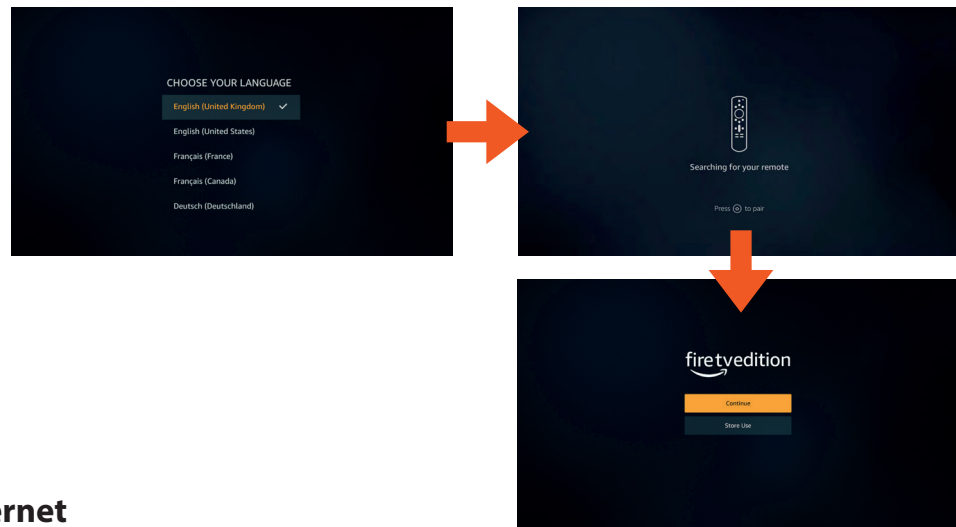 CHOOSE YOUR LANGUAGE
English (United Kingdom)
English (United States)
Français (France)
Français (Canada)
Deutsch (Deutschland)
Searching for your remote
Press to pair
firetvedition
Continue
Store Use
ernet